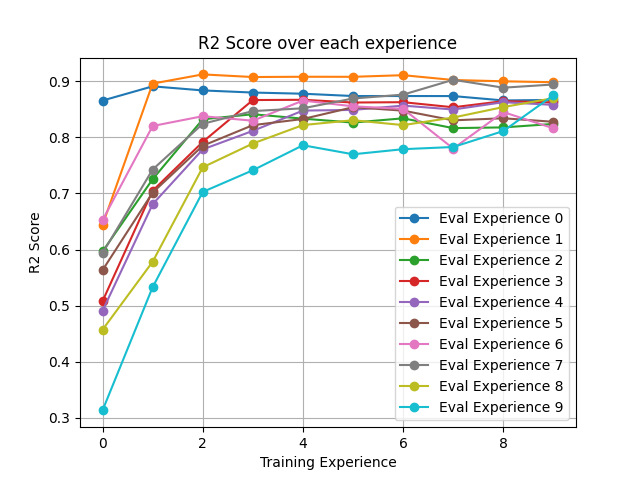 R2 Score over each experience
R2 Score
0.9
0.8
0.7
0.6
0.5
0.4
0.3
0
2
4
6
8
Training Experience
Eval Experience 0
Eval Experience 1
Eval Experience 2
Eval Experience 3
Eval Experience 4
Eval Experience 5
Eval Experience 6
Eval Experience 7
Eval Experience 8
Eval Experience 9